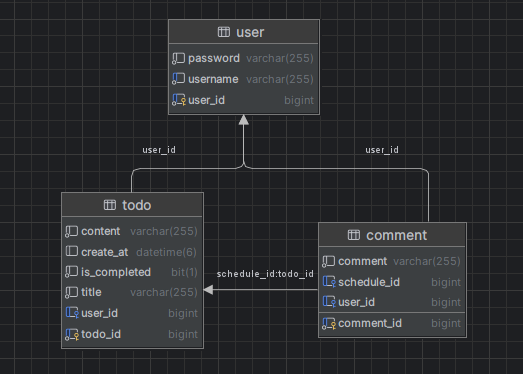 user
password varchar(255)
username varchar(255)
user_id bigint
user_id
user_id
todo
content varchar(255)
create_at datetime(6)
is_completed bit(1)
title varchar(255)
user_id bigint
todo_id bigint
schedule_id:todo_id
comment
comment varchar(255)
schedule_id bigint
user_id bigint
comment_id bigint